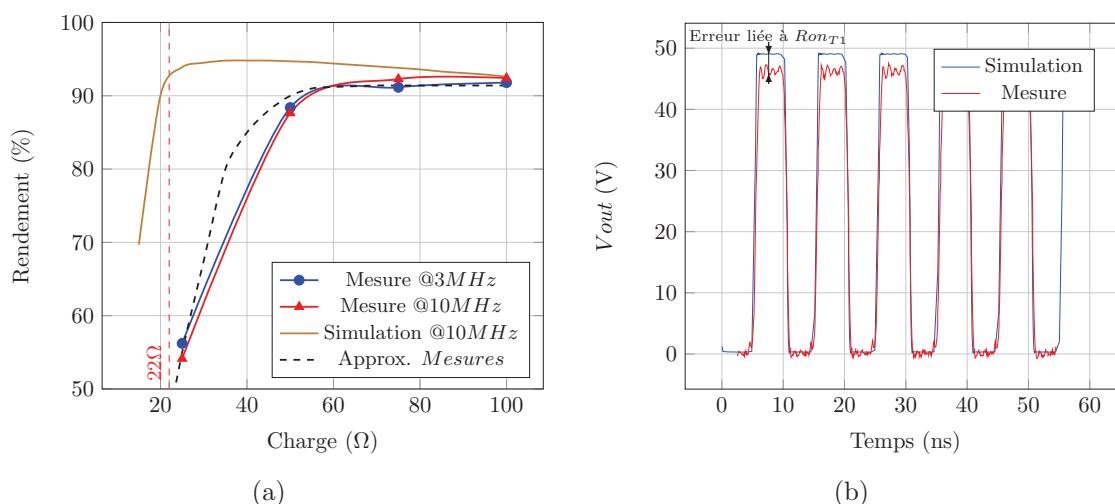 100
90
80
70
60
50
20
40
60
80
100
Rendement (%)
Charge (Ω)
22Ω
Mesure @3MHz
Mesure @10MHz
Simulation @10MHz
Approx. Mesures
(a)
50
40
30
20
10
0
0
10
20
30
40
50
60
Vout (V)
Temps (ns)
Erreur liée à Ron_{T1}
Simulation
Mesure
(b)